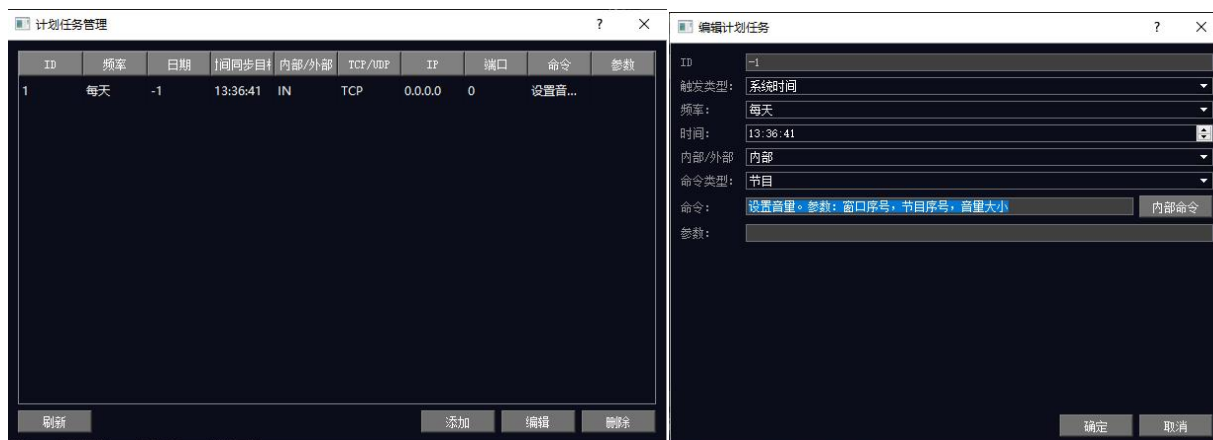 计划任务管理
ID 频率 日期 时间同步目标 内部/外部 TCP/UDP IP 端口 命令 参数
1 每天 -1 13:36:41 IN TCP 0.0.0.0 0 设置音...
刷新 添加 编辑 删除
编辑计划任务
ID -1
触发类型: 系统时间
频率: 每天
时间: 13:36:41
内部/外部 内部
命令类型: 节目
命令: 设置音量。参数：窗口序号，节目序号，音量大小 内部命令
参数:
确定 取消